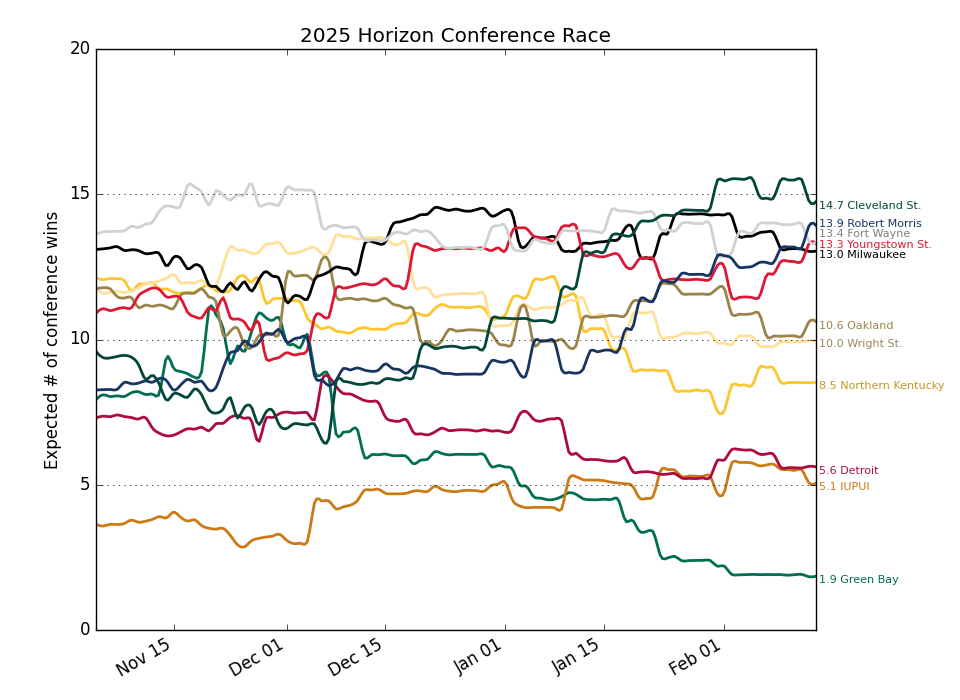 2025 Horizon Conference Race
Expected # of conference wins
20
15
10
5
0
14.7 Cleveland St.
13.9 Robert Morris
13.4 Fort Wayne
13.3 Youngstown St.
13.0 Milwaukee
10.6 Oakland
10.0 Wright St.
8.5 Northern Kentucky
5.6 Detroit
5.1 IUPUI
1.9 Green Bay
Nov 15
Dec 01
Dec 15
Jan 01
Jan 15
Feb 01